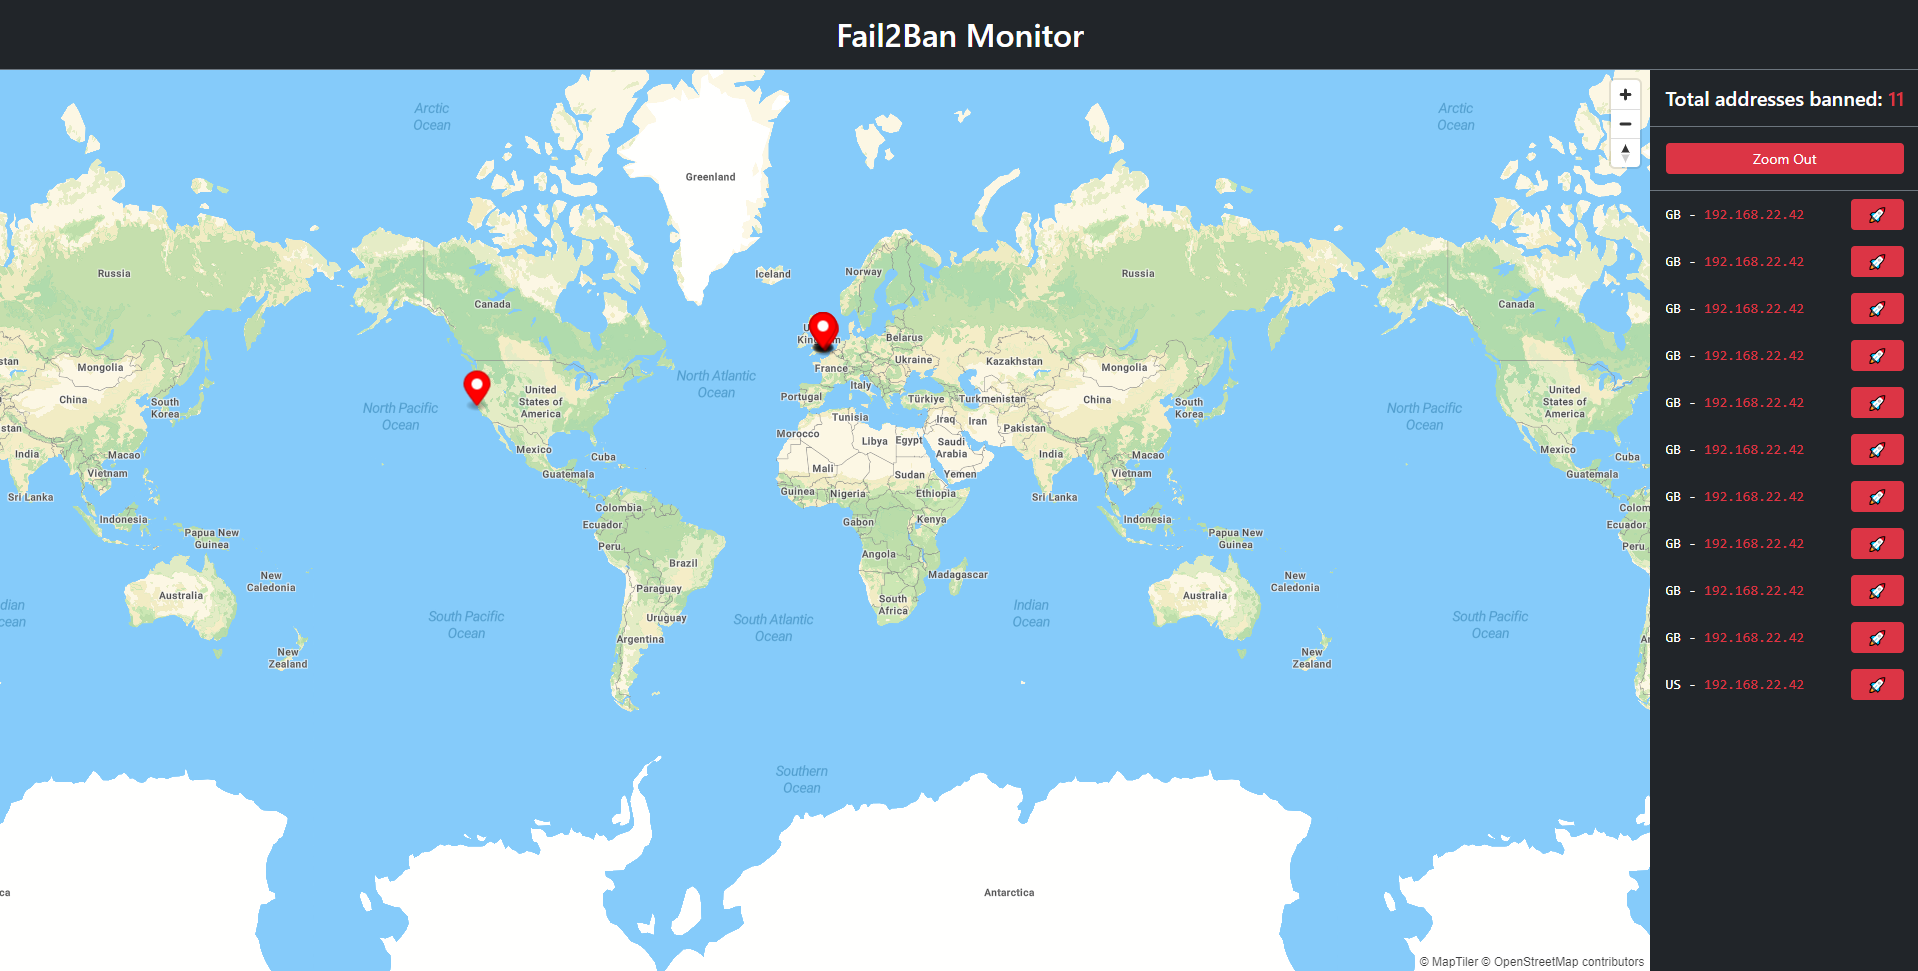 Fail2Ban Monitor
Total addresses banned: 11
Zoom Out
GB - 192.168.22.42
GB - 192.168.22.42
GB - 192.168.22.42
GB - 192.168.22.42
GB - 192.168.22.42
GB - 192.168.22.42
GB - 192.168.22.42
GB - 192.168.22.42
GB - 192.168.22.42
GB - 192.168.22.42
US - 192.168.22.42
Arctic
Ocean
Arctic
Ocean
Greenland
Russia
Iceland
Norway
Russia
Canada
Canada
Belarus
Ukraine
Kazakhstan
Mongolia
Mongolia
France
Italy
China
South
Korea
North Pacific
Ocean
United
States of
America
North Atlantic
Ocean
Portugal
Türkiye
Turkmenistan
China
South
Korea
North Pacific
Ocean
United
States of
America
Morocco
Tunisia
Libya
Egypt
Iraq
Iran
Saudi
Arabia
Pakistan
India
Macao
Vietnam
Sri Lanka
Mexico
Cuba
Guatemala
Mali
Sudan
Yemen
India
Macao
Vietnam
Sri Lanka
Mexico
Cuba
Guatemala
Guinea
Nigeria
Ethiopia
Colombia
Ecuador
Peru
Indonesia
Papua New
Guinea
Gabon
Kenya
Indonesia
Papua New
Guinea
Colom
Ecuador
Peru
Brazil
Angola
Madagascar
New
Caledonia
New
Caledonia
Australia
Paraguay
Uruguay
Argentina
South
Africa
Australia
dian
cean
South Pacific
Ocean
South Atlantic
Ocean
Indian
Ocean
South Pacific
Ocean
New
Zealand
New
Zealand
Southern
Ocean
Antarctica
© MapTiler © OpenStreetMap contributors